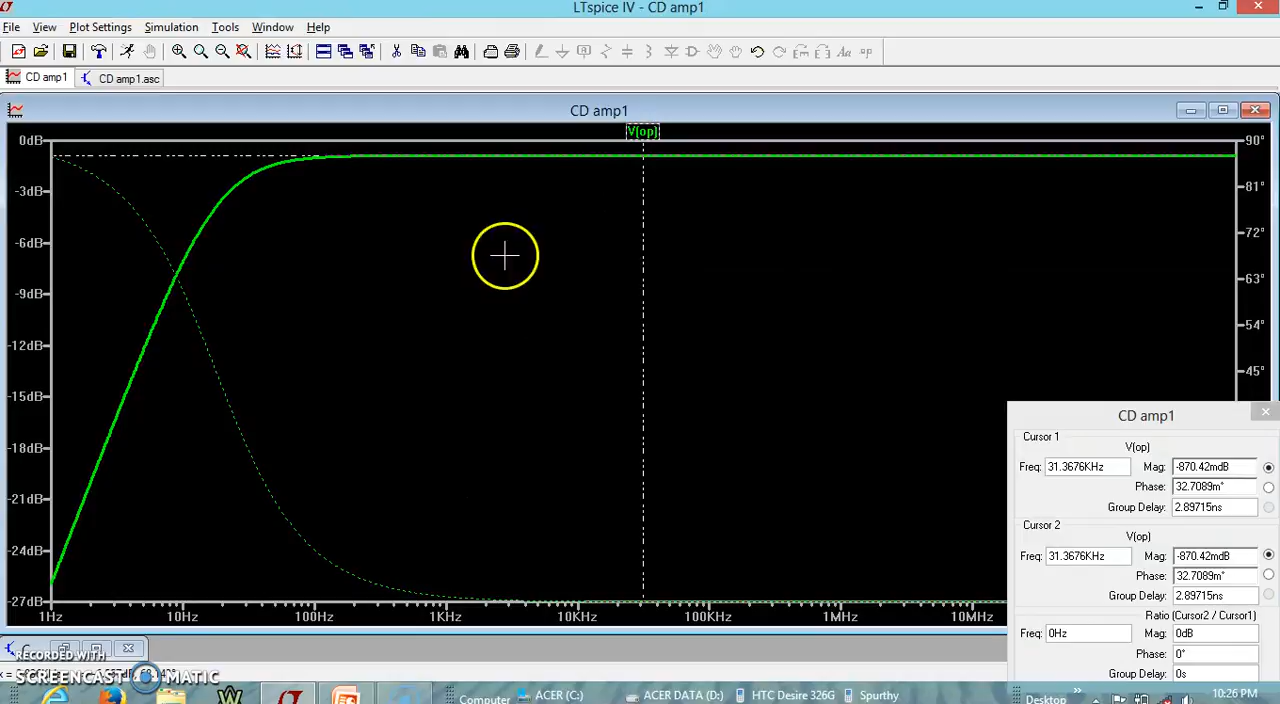 LTspice IV - CD amp1
File View Plot Settings Simulation Tools Window Help
CD amp1 CD amp1.asc
CD amp1
V(op)
0dB 90°
-3dB 81°
-6dB 72°
-9dB 63°
-12dB 54°
-15dB 45°
-18dB
-21dB
-24dB
-27dB
1Hz 10Hz 100Hz 1KHz 10KHz 100KHz 1MHz 10MHz
CD amp1
Cursor 1
V(op)
Freq: 31.3676KHz Mag: -870.42mdB
Phase: 32.7089m°
Group Delay: 2.89715ns
Cursor 2
V(op)
Freq: 31.3676KHz Mag: -870.42mdB
Phase: 32.7089m°
Group Delay: 2.89715ns
Ratio (Cursor2 / Cursor1)
Freq: 0Hz Mag: 0dB
Phase: 0°
Group Delay: 0s
RECORDED WITH
SCREENCAST MATIC
Computer ACER (C:) ACER DATA (D:) HTC Desire 326G Spurthy Desktop 10:26 PM